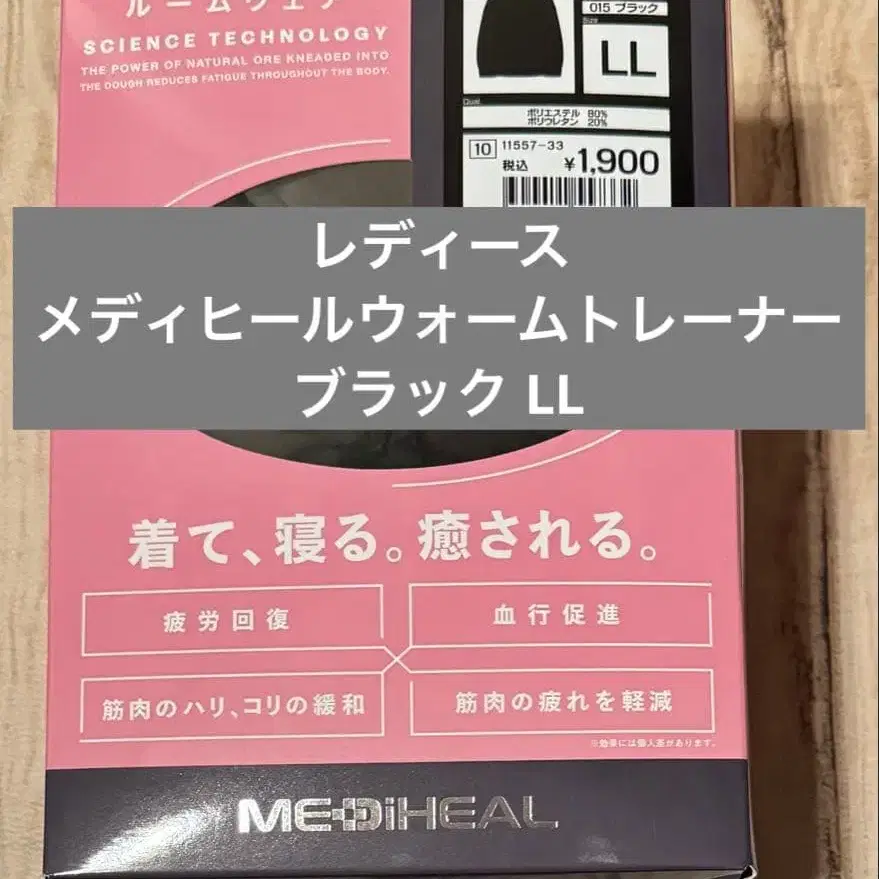 ルームウェア
SCIENCE TECHNOLOGY
THE POWER OF NATURAL ORE KNEADED INTO
THE DOUGH REDUCES FATIGUE THROUGHOUT THE BODY.
015 ブラック
Size
LL
Qual.
ポリエステル 80%
ポリウレタン 20%
10 11557-33
税込 ¥1,900
レディース
メディヒールウォームトレーナー
ブラック LL
着て、寝る。癒される。
疲労回復
血行促進
筋肉のハリ、コリの緩和
筋肉の疲れを軽減
※効果には個人差があります。
MEDiHEAL